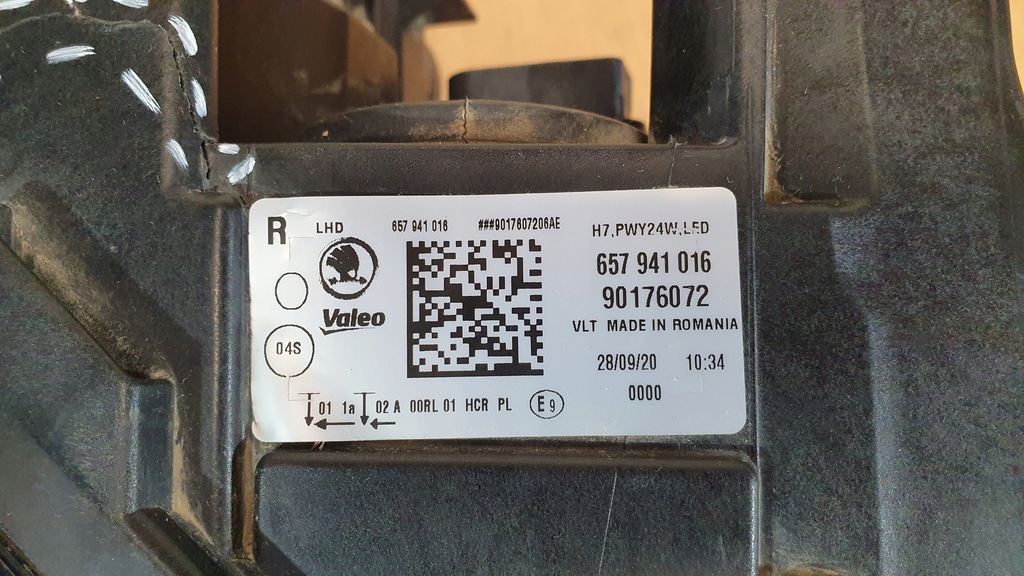 R LHD 657 941 016 ###9017607206AE H7,PWY24W,LED
657 941 016
90176072
Valeo
VLT MADE IN ROMANIA
04S
28/09/20 10:34
0000
01 1a 02 A 00RL 01 HCR PL E9